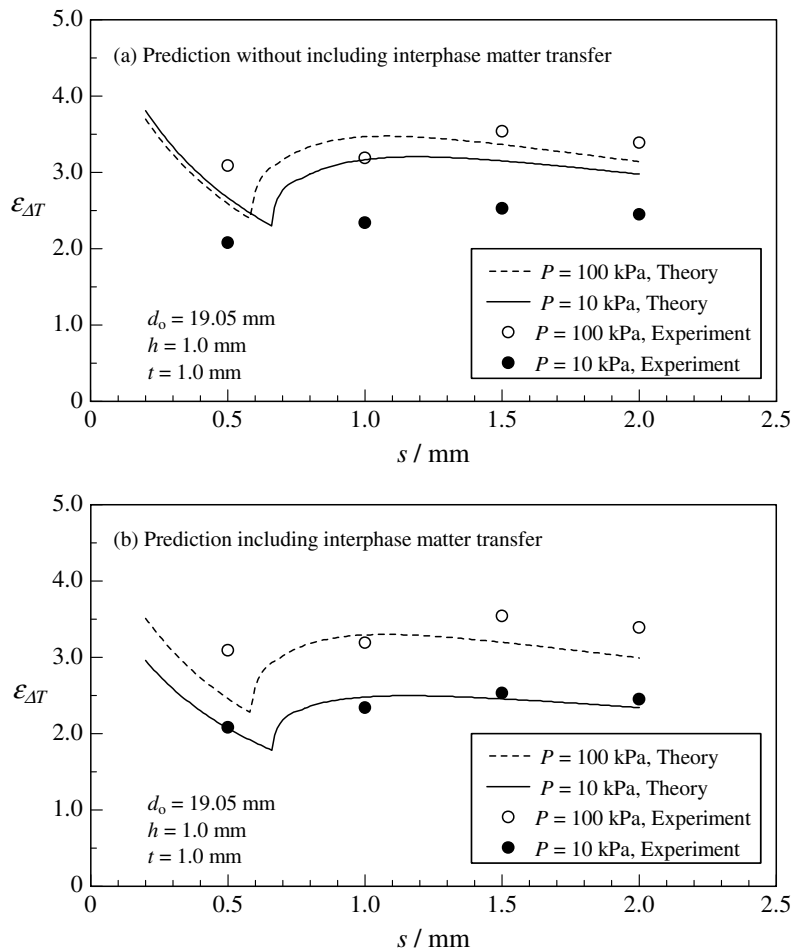 5.0
(a) Prediction without including interphase matter transfer
4.0
3.0
εΔT
2.0
P = 100 kPa, Theory
P = 10 kPa, Theory
P = 100 kPa, Experiment
P = 10 kPa, Experiment
1.0
dₒ = 19.05 mm
h = 1.0 mm
t = 1.0 mm
0
0 0.5 1.0 1.5 2.0 2.5
s / mm
5.0
(b) Prediction including interphase matter transfer
4.0
3.0
εΔT
2.0
P = 100 kPa, Theory
P = 10 kPa, Theory
P = 100 kPa, Experiment
P = 10 kPa, Experiment
1.0
dₒ = 19.05 mm
h = 1.0 mm
t = 1.0 mm
0
0 0.5 1.0 1.5 2.0 2.5
s / mm